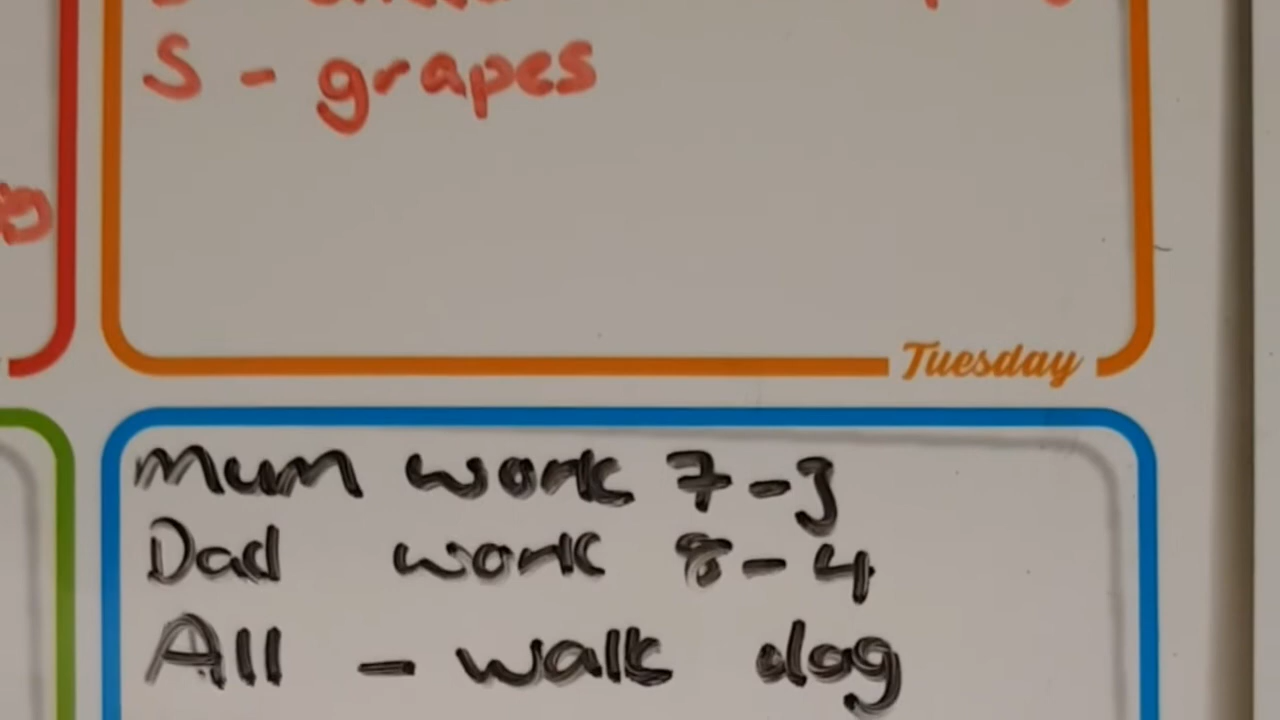 S - grapes
Tuesday
Mum work 7-3
Dad work 8-4
All - walk dog